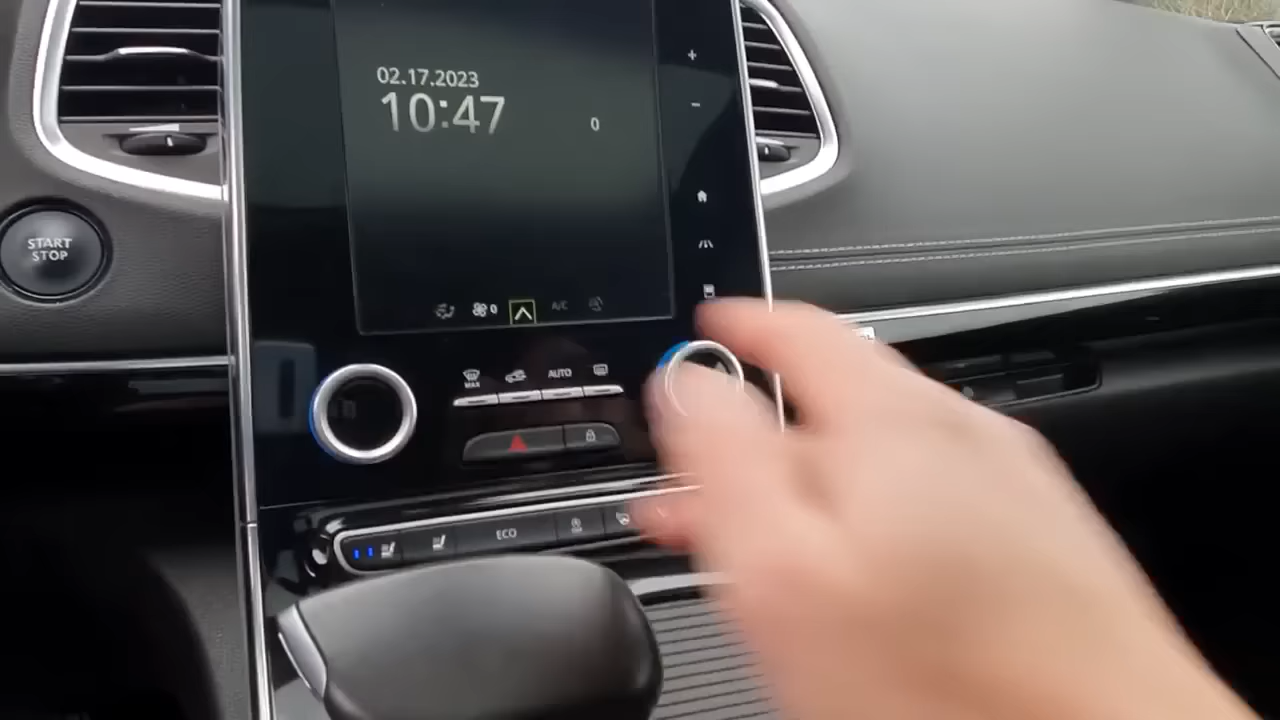 02.17.2023
10:47
0
+
-
START
STOP
0
A/C
MAX
AUTO
ECO